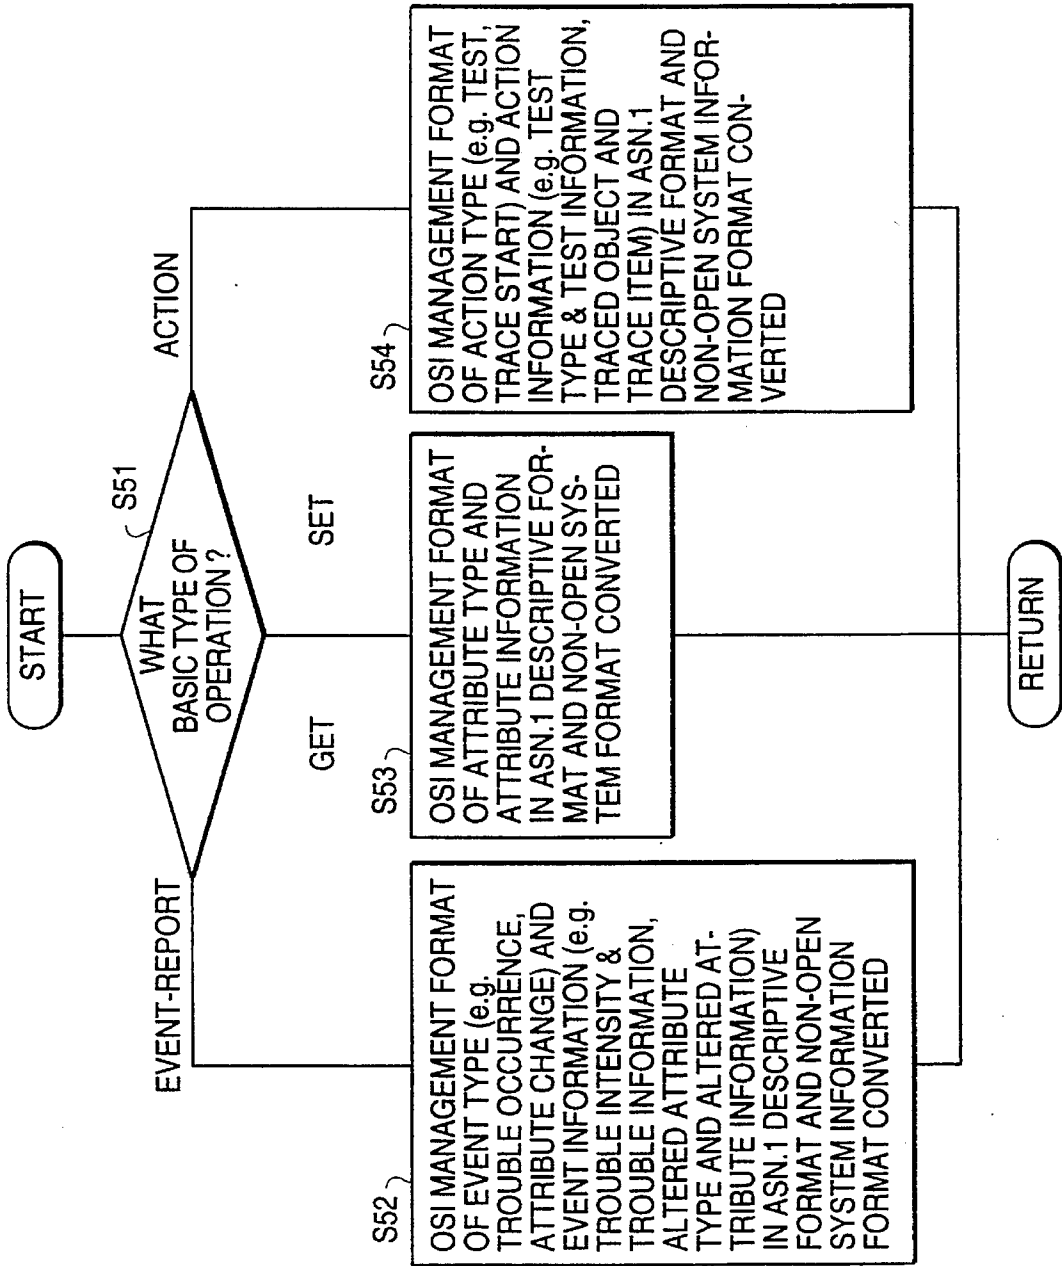 START
S51
WHAT
BASIC TYPE OF
OPERATION?
EVENT-REPORT
GET
SET
ACTION
S52
OSI MANAGEMENT FORMAT
OF EVENT TYPE (e.g.
TROUBLE OCCURRENCE,
ATTRIBUTE CHANGE) AND
EVENT INFORMATION (e.g.
TROUBLE INTENSITY &
TROUBLE INFORMATION,
ALTERED ATTRIBUTE
TYPE AND ALTERED AT-
TRIBUTE INFORMATION)
IN ASN.1 DESCRIPTIVE
FORMAT AND NON-OPEN
SYSTEM INFORMATION
FORMAT CONVERTED
S53
OSI MANAGEMENT FORMAT
OF ATTRIBUTE TYPE AND
ATTRIBUTE INFORMATION
IN ASN.1 DESCRIPTIVE FOR-
MAT AND NON-OPEN SYS-
TEM FORMAT CONVERTED
S54
OSI MANAGEMENT FORMAT
OF ACTION TYPE (e.g. TEST,
TRACE START) AND ACTION
INFORMATION (e.g. TEST
TYPE & TEST INFORMATION,
TRACED OBJECT AND
TRACE ITEM) IN ASN.1
DESCRIPTIVE FORMAT AND
NON-OPEN SYSTEM INFOR-
MATION FORMAT CON-
VERTED
RETURN